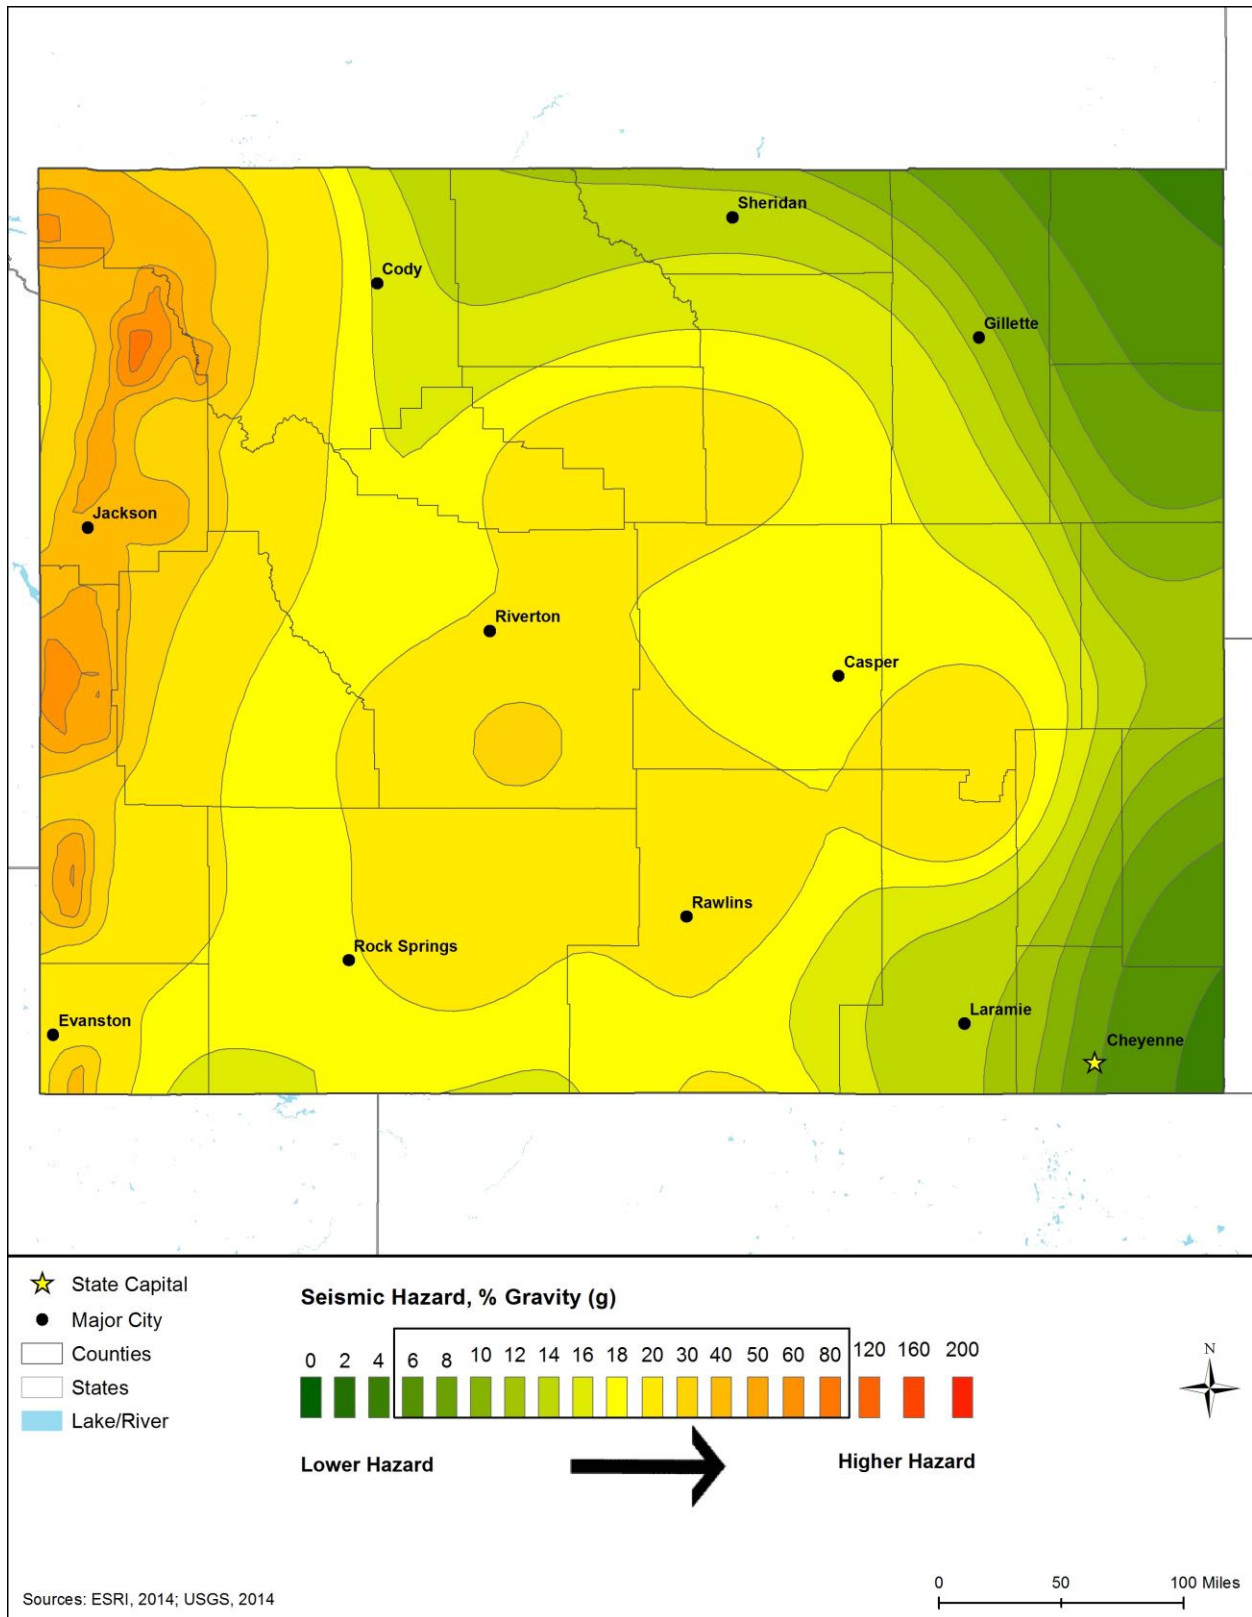 Sheridan
Cody
Gillette
Jackson
Riverton
Casper
Rawlins
Rock Springs
Laramie
Evanston
Cheyenne
State Capital
Major City
Counties
States
Lake/River
Seismic Hazard, % Gravity (g)
0 2 4 6 8 10 12 14 16 18 20 30 40 50 60 80 120 160 200
Lower Hazard Higher Hazard
N
0 50 100 Miles
Sources: ESRI, 2014; USGS, 2014